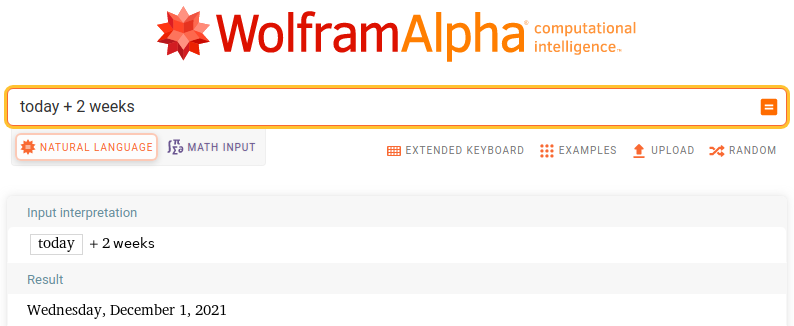 WolframAlpha computational intelligence™
today + 2 weeks
NATURAL LANGUAGE MATH INPUT EXTENDED KEYBOARD EXAMPLES UPLOAD RANDOM
Input interpretation
today + 2 weeks
Result
Wednesday, December 1, 2021